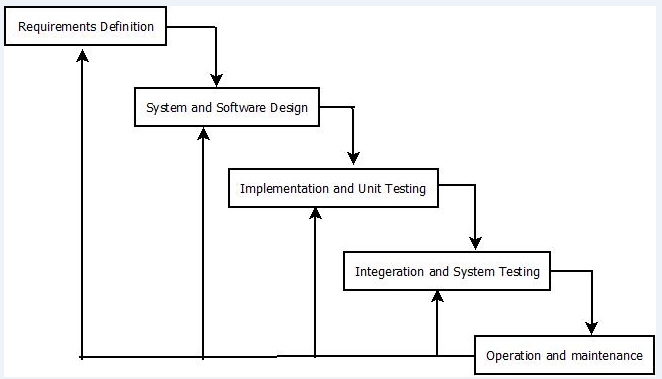 Requirements Definition
System and Software Design
Implementation and Unit Testing
Integeration and System Testing
Operation and maintenance